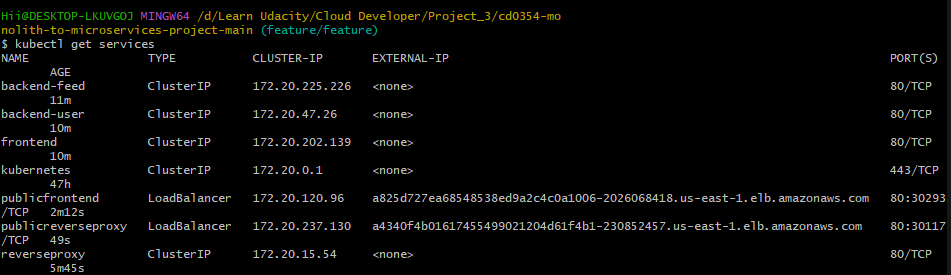 Hii@DESKTOP-LKUVGOJ MINGW64 /d/Learn Udacity/Cloud Developer/Project_3/cd0354-mo
nolith-to-microservices-project-main (feature/feature)
$ kubectl get services
NAME TYPE CLUSTER-IP EXTERNAL-IP PORT(S)
AGE
backend-feed ClusterIP 172.20.225.226 <none> 80/TCP
11m
backend-user ClusterIP 172.20.47.26 <none> 80/TCP
10m
frontend ClusterIP 172.20.202.139 <none> 80/TCP
10m
kubernetes ClusterIP 172.20.0.1 <none> 443/TCP
47h
publicfrontend LoadBalancer 172.20.120.96 a825d727ea68548538ed9a2c4c0a1006-2026068418.us-east-1.elb.amazonaws.com 80:30293
/TCP 2m12s
publicreverseproxy LoadBalancer 172.20.237.130 a4340f4b01617455499021204d61f4b1-230852457.us-east-1.elb.amazonaws.com 80:30117
/TCP 49s
reverseproxy ClusterIP 172.20.15.54 <none> 80/TCP
5m45s